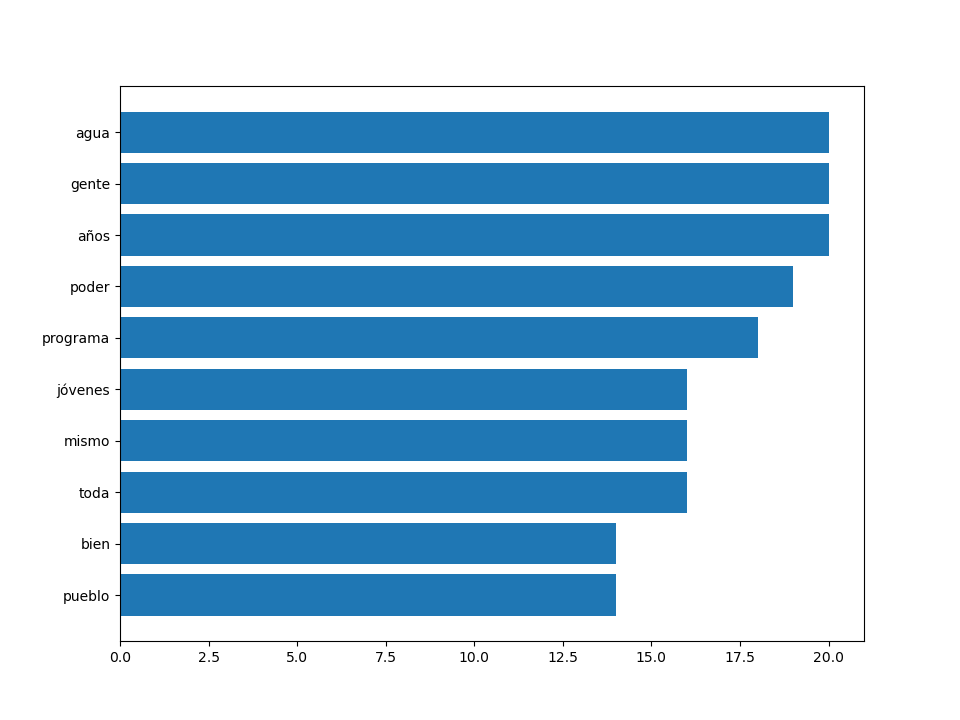 agua
gente
años
poder
programa
jóvenes
mismo
toda
bien
pueblo
0.0 2.5 5.0 7.5 10.0 12.5 15.0 17.5 20.0